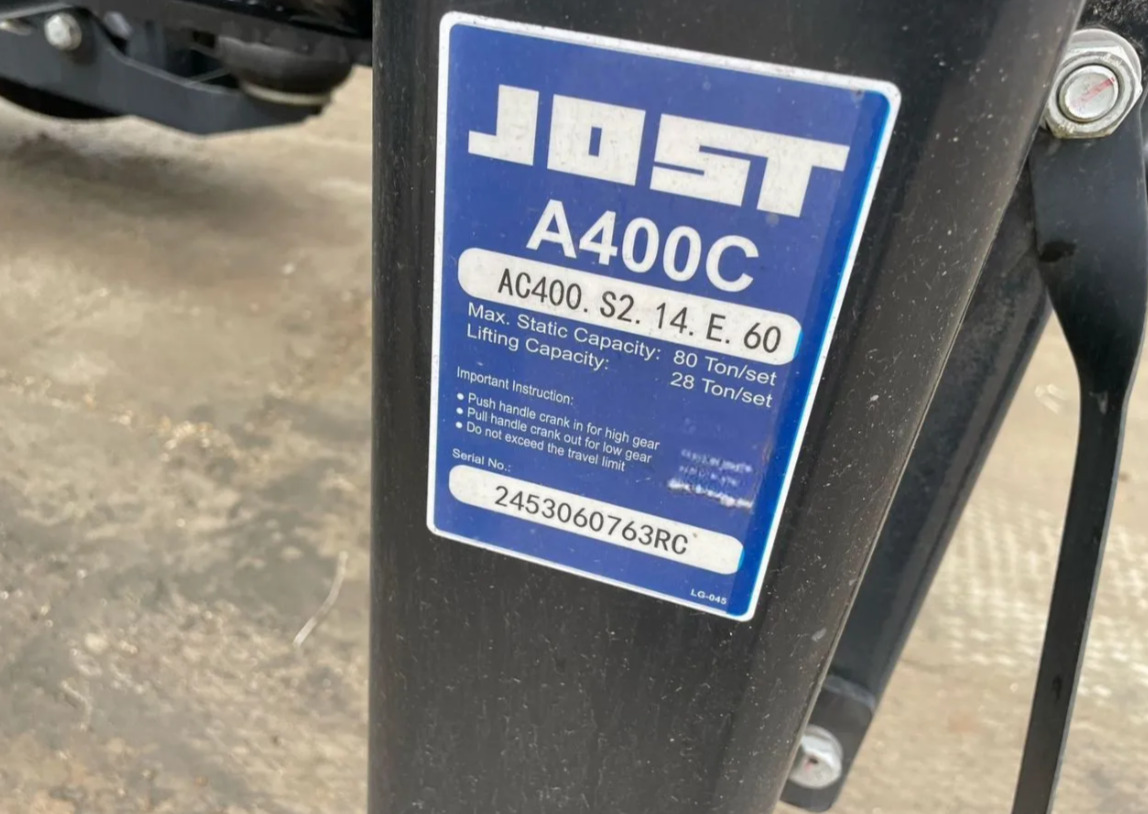 JOST
A400C
AC400. S2. 14. E. 60
Max. Static Capacity: 80 Ton/set
Lifting Capacity: 28 Ton/set
Important Instruction:
• Push handle crank in for high gear
• Pull handle crank out for low gear
• Do not exceed the travel limit
Serial No.:
2453060763RC
LG-045